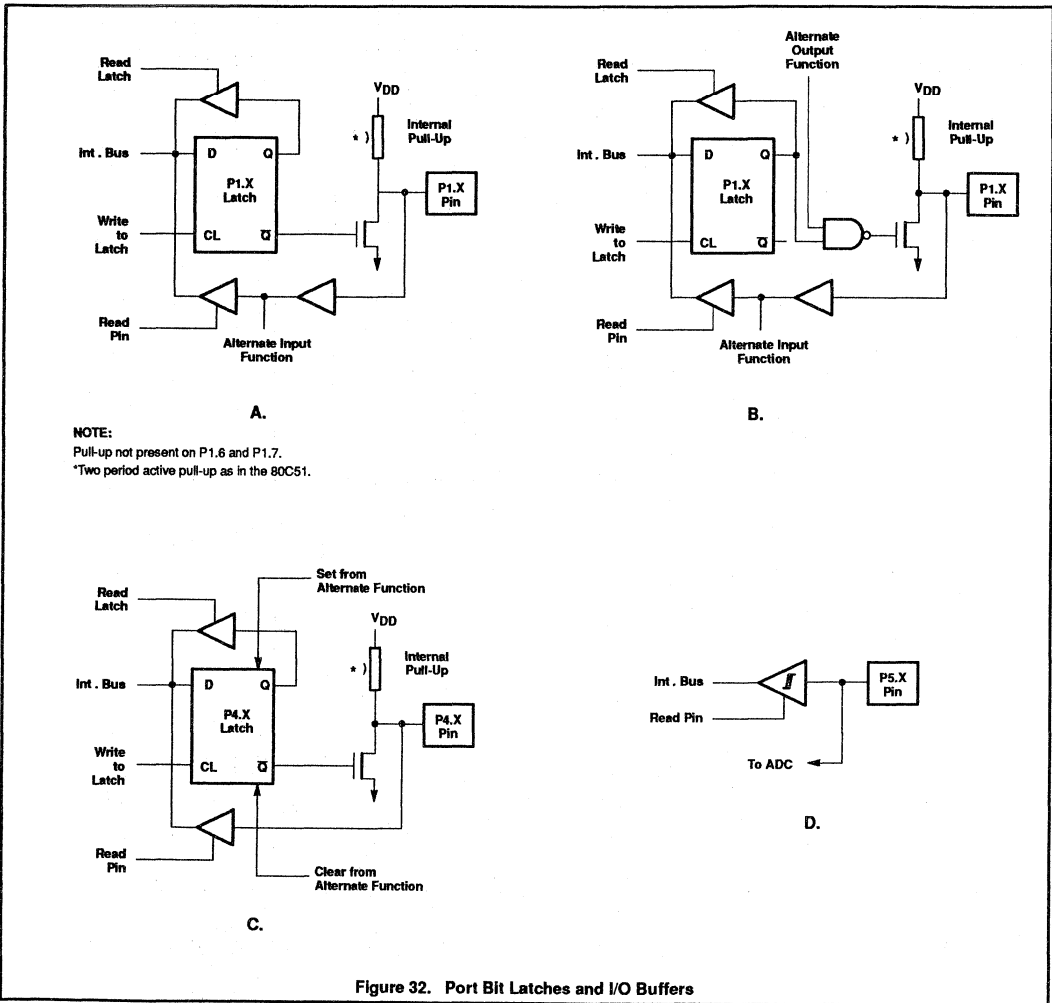 Read
Latch
VDD
* )
Internal
Pull-Up
Int . Bus
D
Q
P1.X
Latch
P1.X
Pin
Write
to
Latch
CL
Q
Read
Pin
Alternate Input
Function
A.
NOTE:
Pull-up not present on P1.6 and P1.7.
*Two period active pull-up as in the 80C51.
Alternate
Output
Function
Read
Latch
VDD
* )
Internal
Pull-Up
Int . Bus
D
Q
P1.X
Latch
P1.X
Pin
Write
to
Latch
CL
Q
Read
Pin
Alternate Input
Function
B.
Set from
Alternate Function
Read
Latch
VDD
* )
Internal
Pull-Up
Int . Bus
D
Q
P4.X
Latch
P4.X
Pin
Write
to
Latch
CL
Q
Read
Pin
Clear from
Alternate Function
C.
Int . Bus
P5.X
Pin
Read Pin
To ADC
D.
Figure 32. Port Bit Latches and I/O Buffers